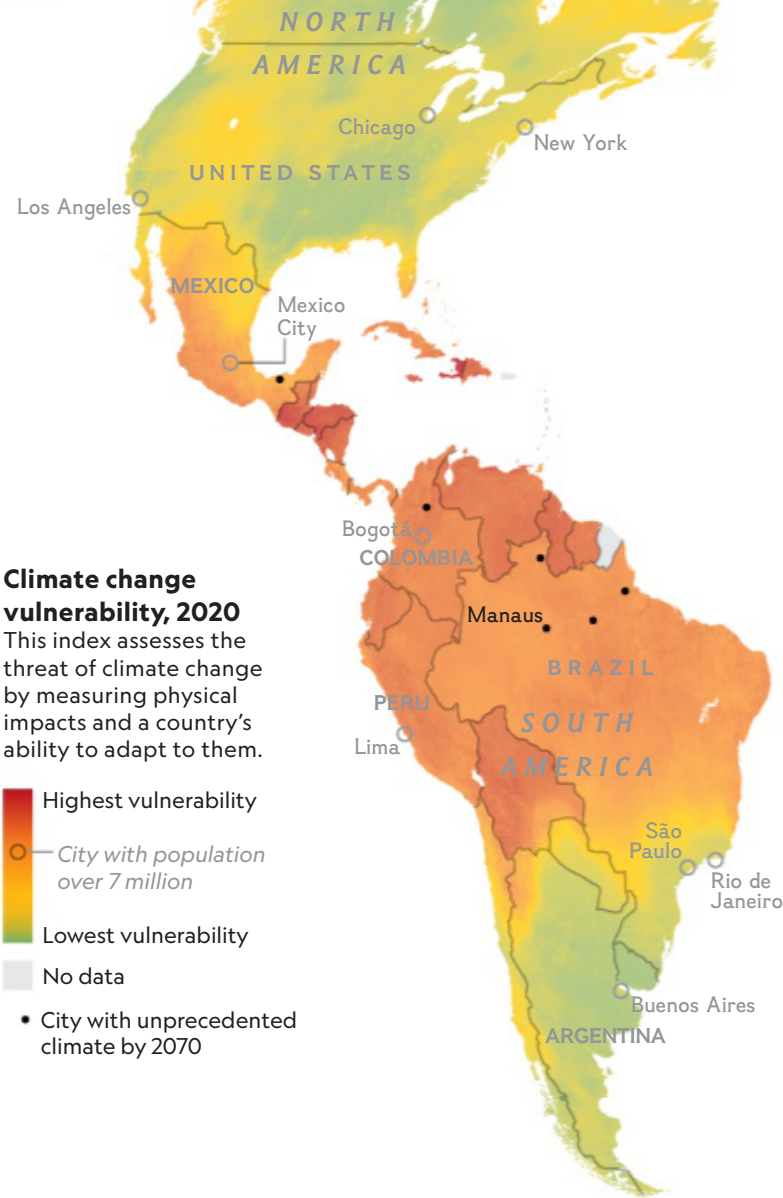 NORTH
AMERICA
Chicago
New York
UNITED STATES
Los Angeles
MEXICO
Mexico
City
Bogotá
COLOMBIA
Manaus
BRAZIL
PERU
SOUTH
Lima
AMERICA
São
Paulo
Rio de
Janeiro
Buenos Aires
ARGENTINA
Climate change
vulnerability, 2020
This index assesses the
threat of climate change
by measuring physical
impacts and a country’s
ability to adapt to them.
Highest vulnerability
City with population
over 7 million
Lowest vulnerability
No data
City with unprecedented
climate by 2070